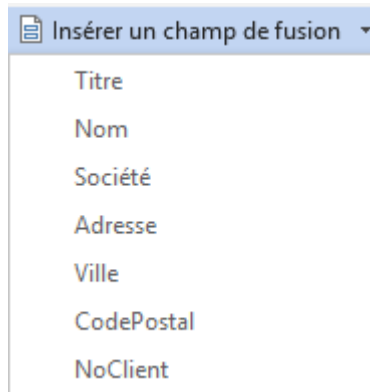 Insérer un champ de fusion
Titre
Nom
Société
Adresse
Ville
CodePostal
NoClient